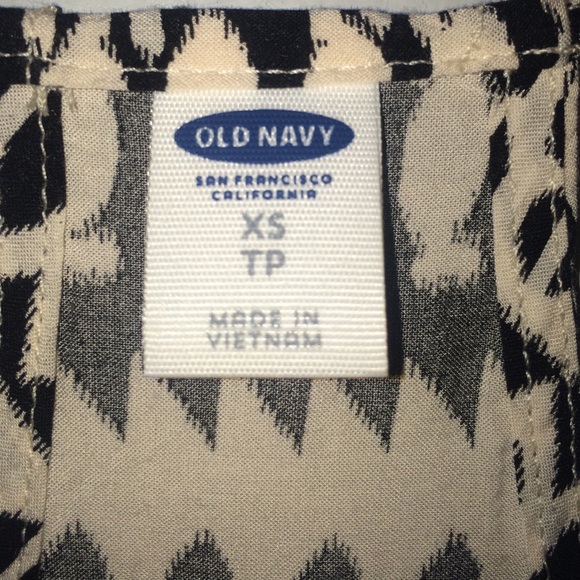 OLD NAVY
SAN FRANCISCO
CALIFORNIA
XS
TP
MADE IN
VIETNAM